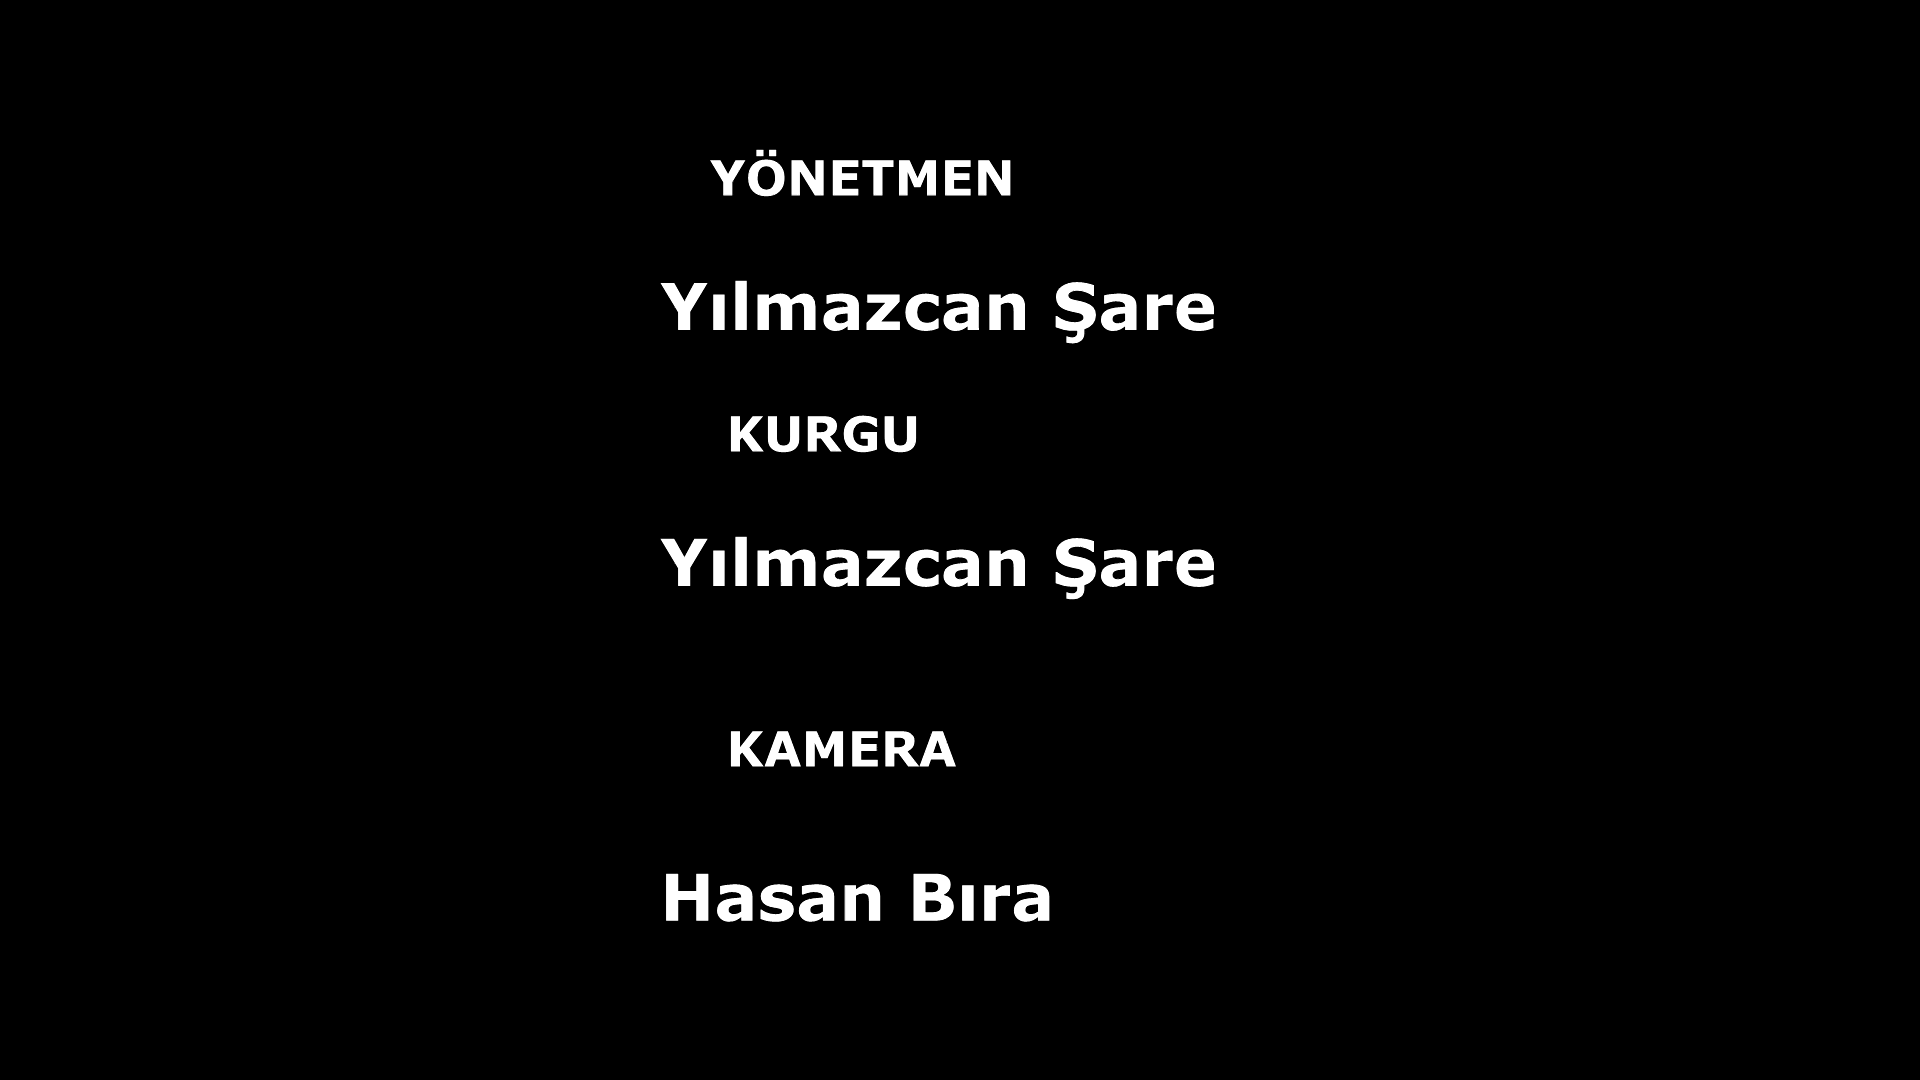 YÖNETMEN
Yılmazcan Şare
KURGU
Yılmazcan Şare
KAMERA
Hasan Bıra